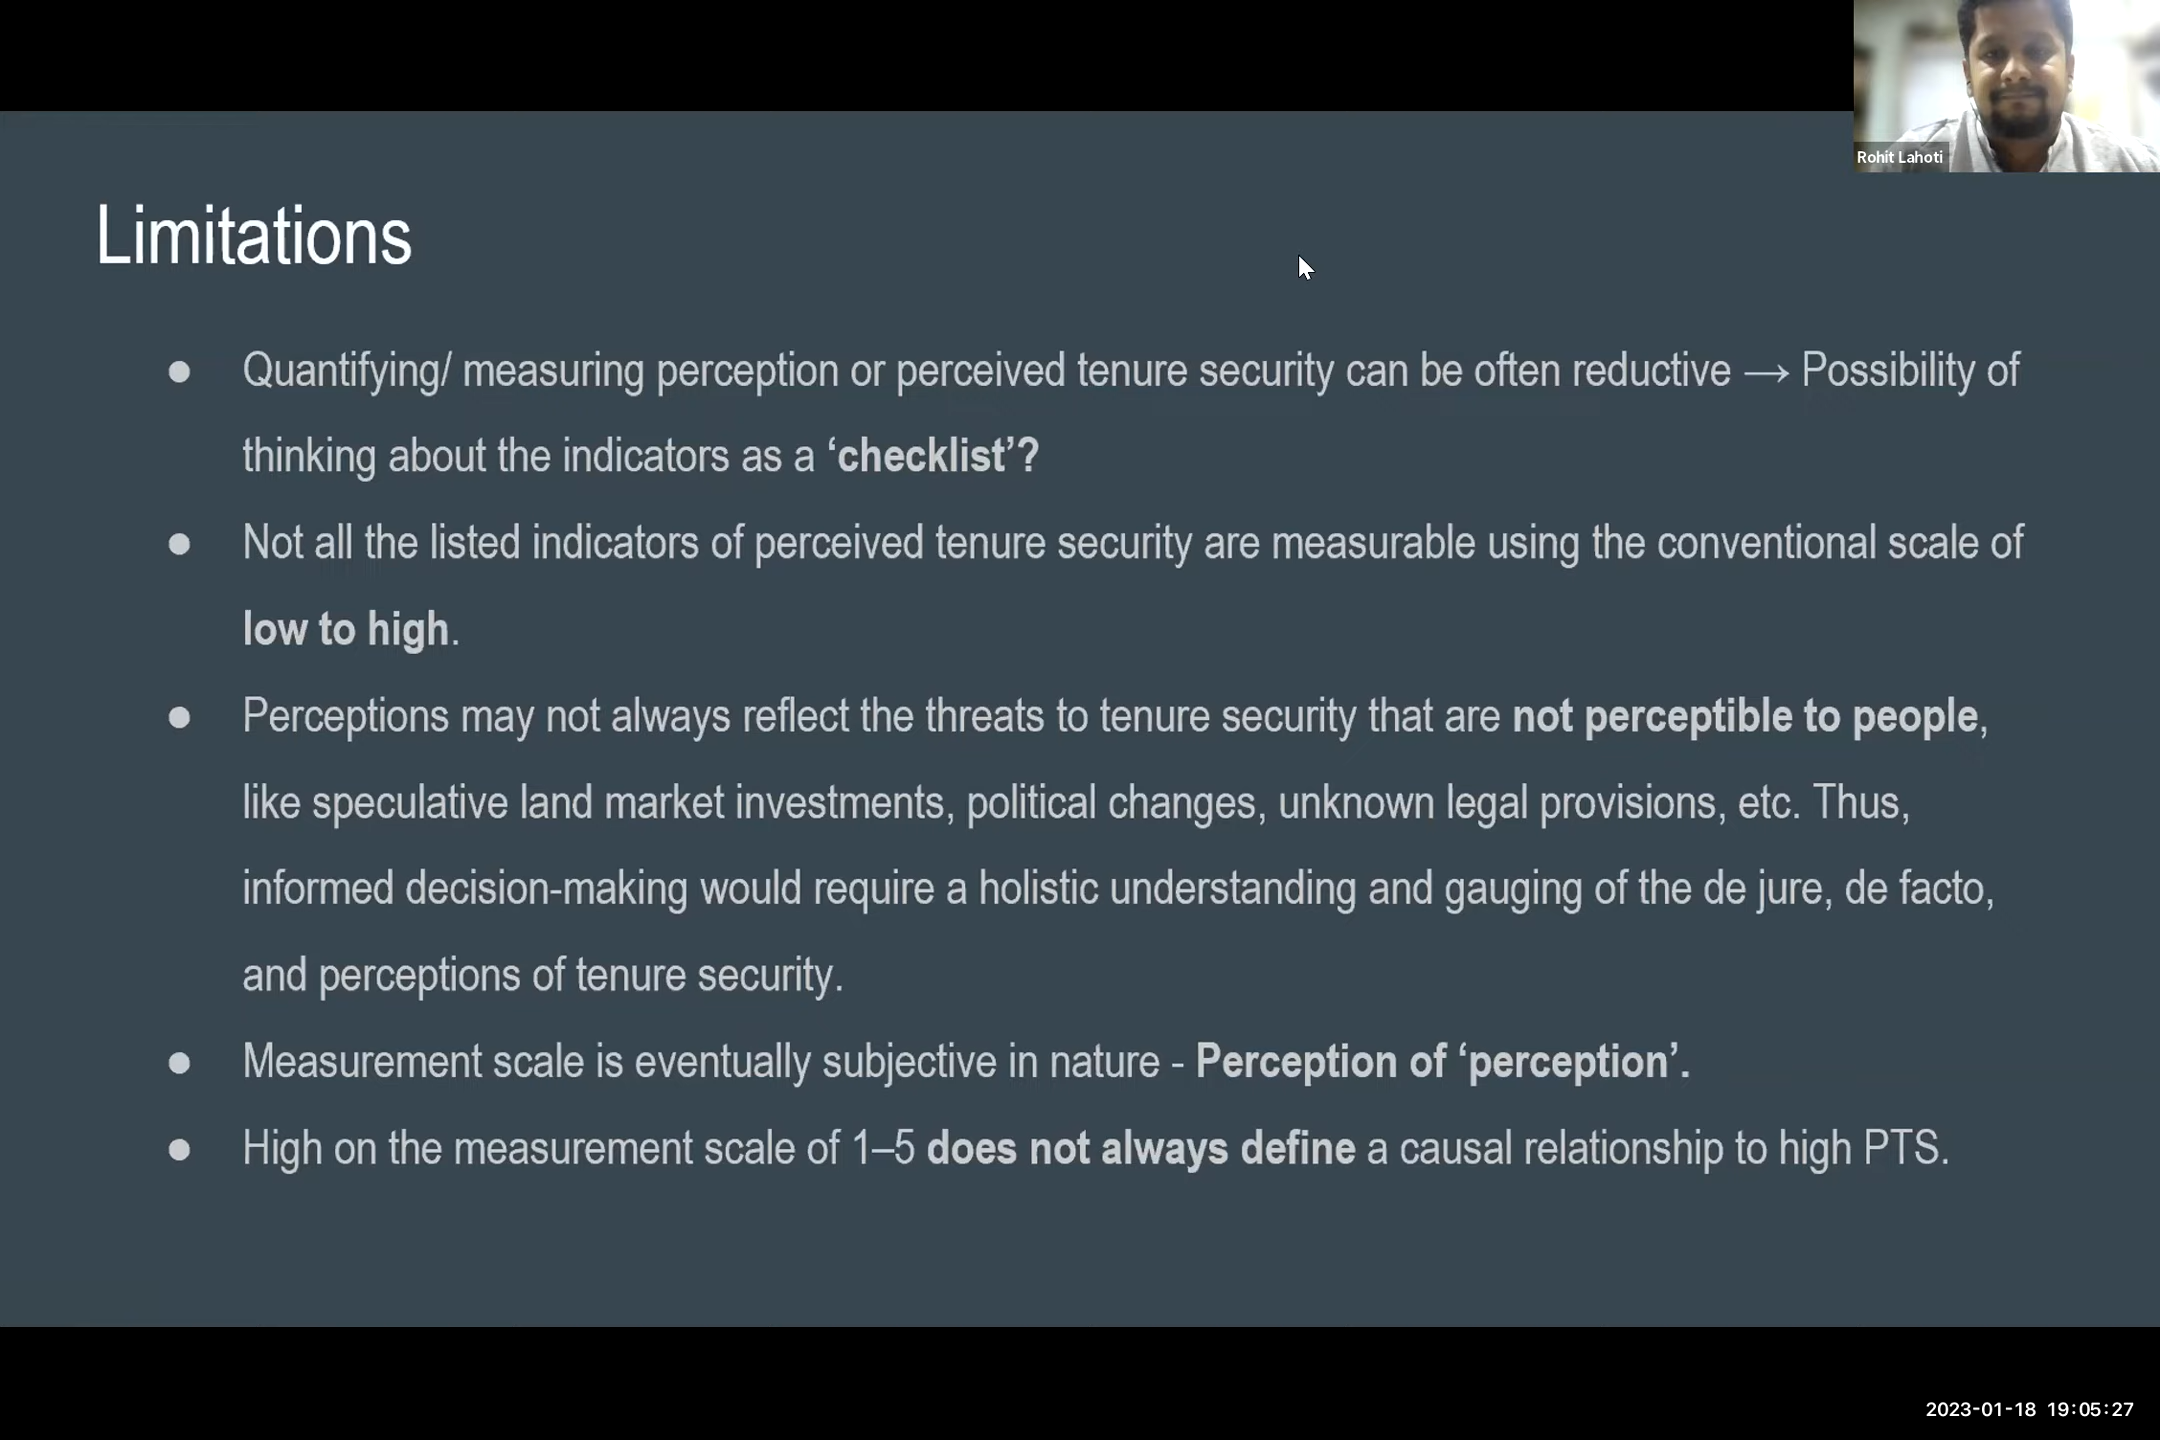 Rohit Lahoti
Limitations
● Quantifying/ measuring perception or perceived tenure security can be often reductive → Possibility of
thinking about the indicators as a ‘checklist’?
● Not all the listed indicators of perceived tenure security are measurable using the conventional scale of
low to high.
● Perceptions may not always reflect the threats to tenure security that are not perceptible to people,
like speculative land market investments, political changes, unknown legal provisions, etc. Thus,
informed decision-making would require a holistic understanding and gauging of the de jure, de facto,
and perceptions of tenure security.
● Measurement scale is eventually subjective in nature - Perception of ‘perception’.
● High on the measurement scale of 1–5 does not always define a causal relationship to high PTS.
2023-01-18 19:05:27